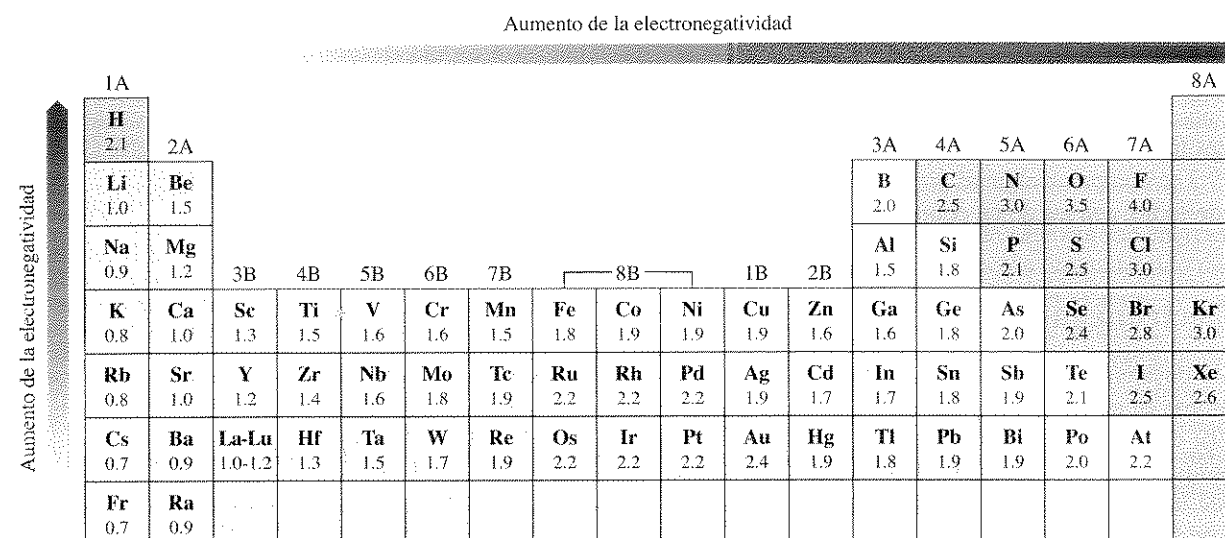 Aumento de la electronegatividad
1A 8A
H
2.1 2A 3A 4A 5A 6A 7A
Li Be B C N O F
1.0 1.5 2.0 2.5 3.0 3.5 4.0
Na Mg Al Si P S Cl
0.9 1.2 3B 4B 5B 6B 7B 8B 1B 2B 1.5 1.8 2.1 2.5 3.0
K Ca Sc Ti V Cr Mn Fe Co Ni Cu Zn Ga Ge As Se Br Kr
0.8 1.0 1.3 1.5 1.6 1.6 1.5 1.8 1.9 1.9 1.9 1.6 1.6 1.8 2.0 2.4 2.8 3.0
Rb Sr Y Zr Nb Mo Tc Ru Rh Pd Ag Cd In Sn Sb Te I Xe
0.8 1.0 1.2 1.4 1.6 1.8 1.9 2.2 2.2 2.2 1.9 1.7 1.7 1.8 1.9 2.1 2.5 2.6
Cs Ba La-Lu Hf Ta W Re Os Ir Pt Au Hg Tl Pb Bi Po At
0.7 0.9 1.0-1.2 1.3 1.5 1.7 1.9 2.2 2.2 2.2 2.4 1.9 1.8 1.9 1.9 2.0 2.2
Fr Ra
0.7 0.9
Aumento de la electronegatividad